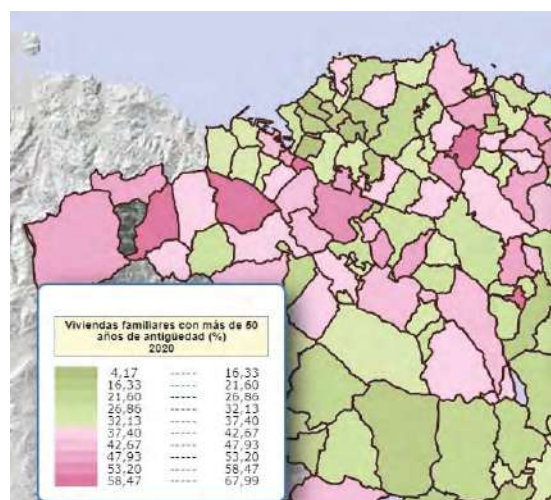 Viviendas familiares con más de 50
años de antigüedad (%)
2020
4,17 ----- 16,33
16,33 ----- 21,60
21,60 ----- 26,86
26,86 ----- 32,13
32,13 ----- 37,40
37,40 ----- 42,67
42,67 ----- 47,93
47,93 ----- 53,20
53,20 ----- 58,47
58,47 ----- 67,99